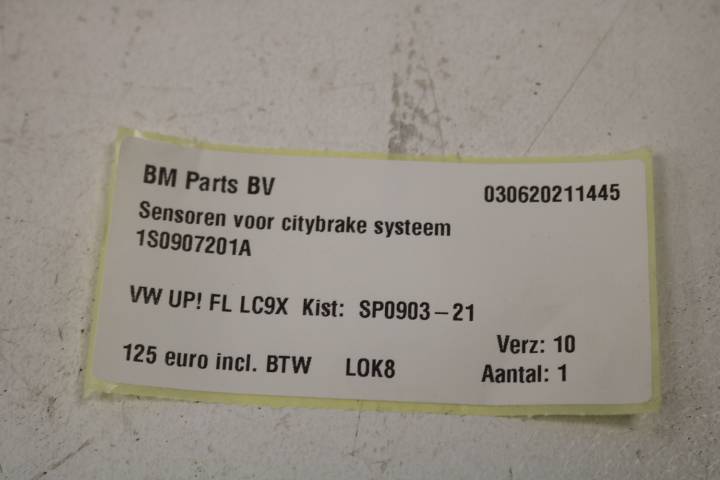 BM Parts BV 030620211445
Sensoren voor citybrake systeem
1S0907201A
VW UP! FL LC9X Kist: SP0903-21
Verz: 10
125 euro incl. BTW LOK8 Aantal: 1